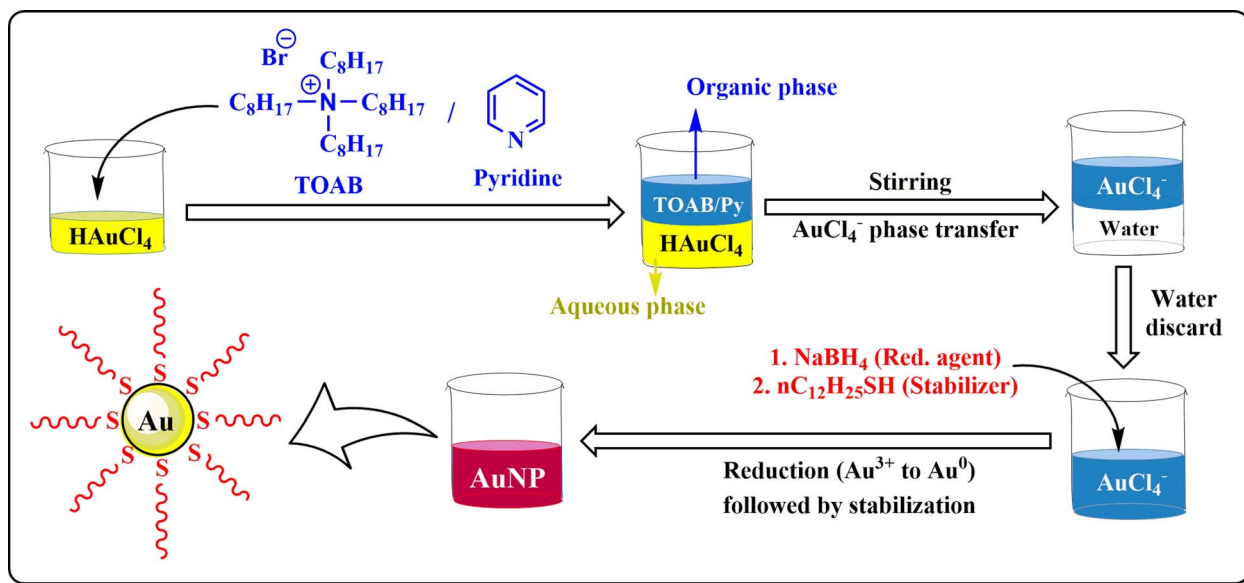 Br⊖
C₈H₁₇
C₈H₁₇—N⊕—C₈H₁₇
C₈H₁₇
TOAB
/
N
Pyridine
HAuCl₄
Organic phase
TOAB/Py
HAuCl₄
Aqueous phase
Stirring
AuCl₄⁻ phase transfer
AuCl₄⁻
Water
Water
discard
1. NaBH₄ (Red. agent)
2. nC₁₂H₂₅SH (Stabilizer)
AuCl₄⁻
Reduction (Au³⁺ to Au⁰)
followed by stabilization
AuNP
S
S
S
S
Au
S
S
S
S